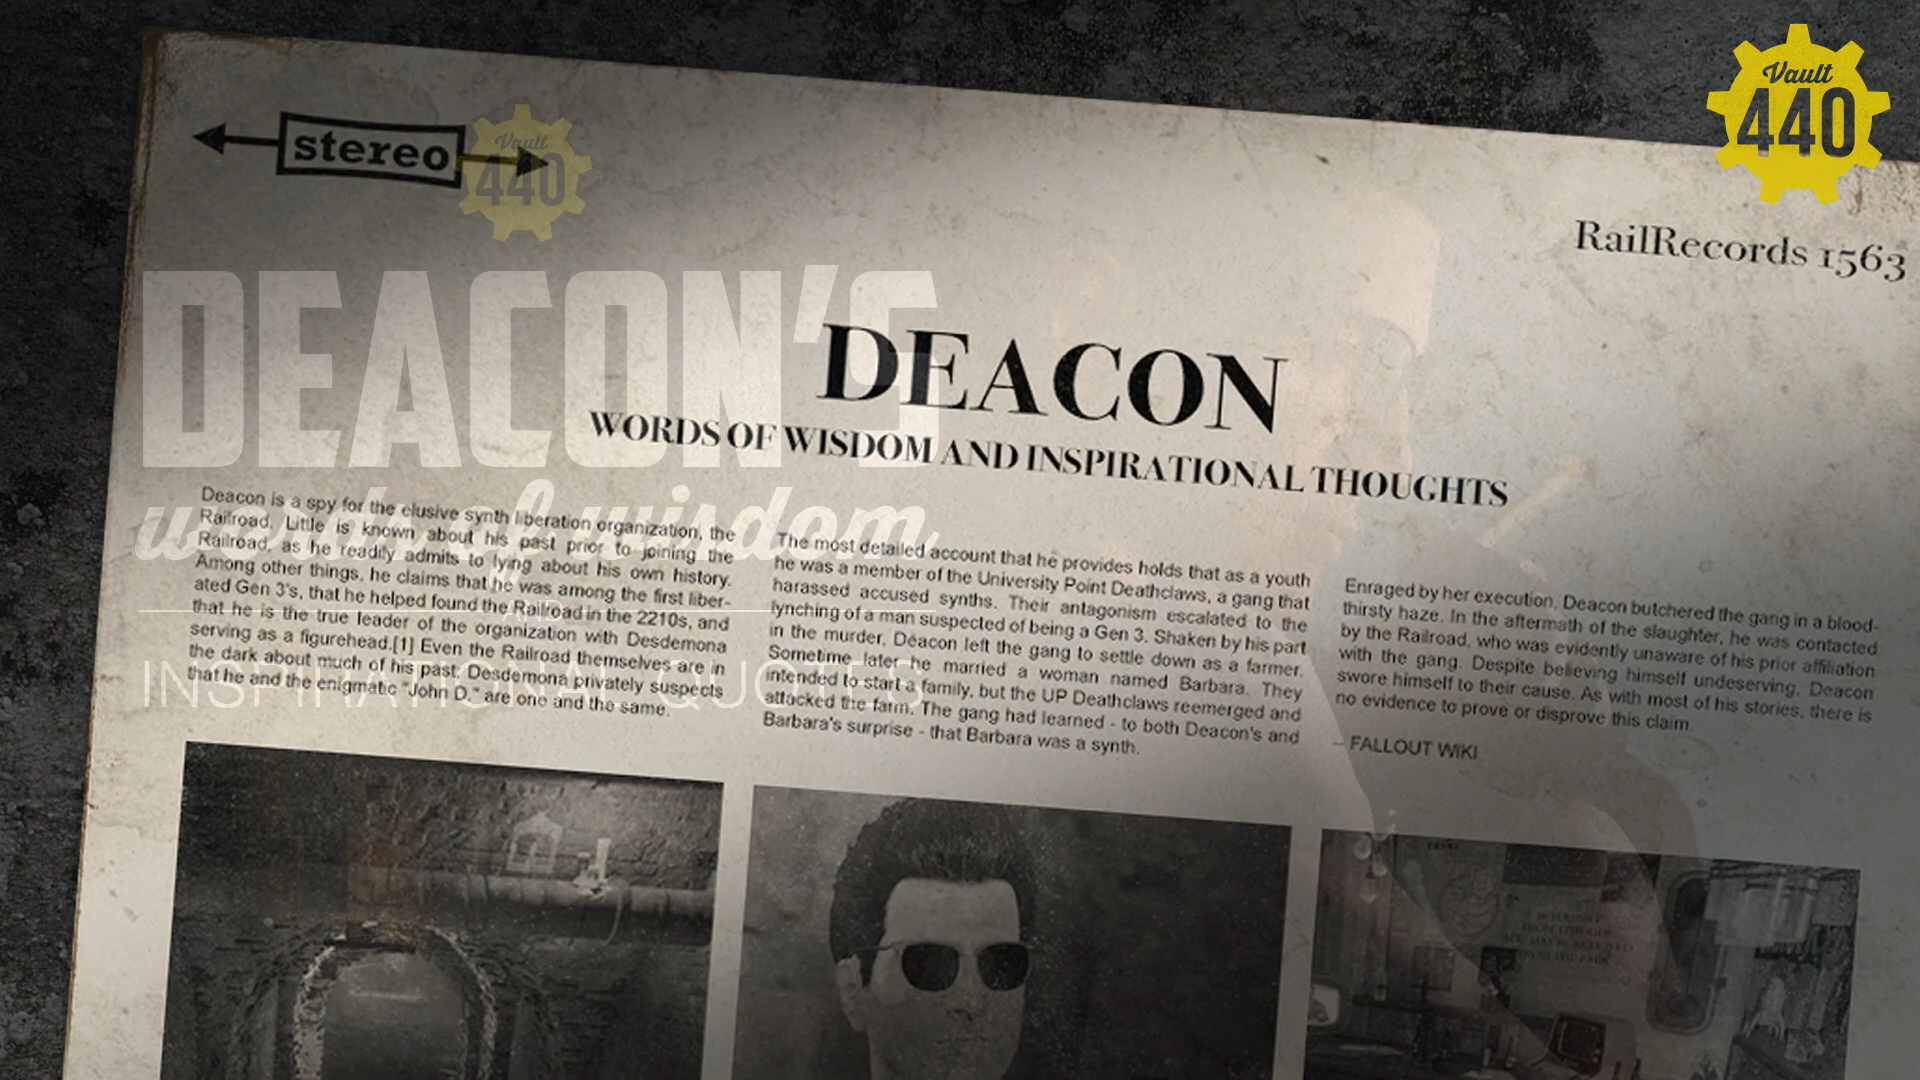 Vault
440
stereo
Vault
440
RailRecords 1563
DEACON'S
DEACON
WORDS OF WISDOM AND INSPIRATIONAL THOUGHTS
words of wisdom
AND
INSPIRATIONAL QUOTES
Deacon is a spy for the elusive synth liberation organization, the
Railroad. Little is known about his past prior to joining the
Railroad, as he readily admits to lying about his own history.
Among other things, he claims that he was among the first liber-
ated Gen 3's, that he helped found the Railroad in the 2210s, and
that he is the true leader of the organization with Desdemona
serving as a figurehead.[1] Even the Railroad themselves are in
the dark about much of his past; Desdemona privately suspects
that he and the enigmatic "John D." are one and the same.
The most detailed account that he provides holds that as a youth
he was a member of the University Point Deathclaws, a gang that
harassed accused synths. Their antagonism escalated to the
lynching of a man suspected of being a Gen 3. Shaken by his part
in the murder, Deacon left the gang to settle down as a farmer.
Sometime later he married a woman named Barbara. They
intended to start a family, but the UP Deathclaws reemerged and
attacked the farm. The gang had learned - to both Deacon's and
Barbara's surprise - that Barbara was a synth.
Enraged by her execution, Deacon butchered the gang in a blood-
thirsty haze. In the aftermath of the slaughter, he was contacted
by the Railroad, who was evidently unaware of his prior affiliation
with the gang. Despite believing himself undeserving, Deacon
swore himself to their cause. As with most of his stories, there is
no evidence to prove or disprove this claim.
-- FALLOUT WIKI